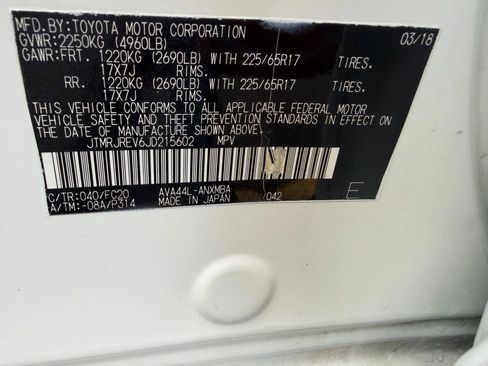 MFD.BY:TOYOTA MOTOR CORPORATION 03/18
GVWR:2250KG (4960LB)
GAWR:FRT. 1220KG (2690LB) WITH 225/65R17 TIRES.
17X7J RIMS.
RR. 1220KG (2690LB) WITH 225/65R17 TIRES.
17X7J RIMS.
THIS VEHICLE CONFORMS TO ALL APPLICABLE FEDERAL MOTOR
VEHICLE SAFETY AND THEFT PREVENTION STANDARDS IN EFFECT ON
THE DATE OF MANUFACTURE SHOWN ABOVE.
JTMRJREV6JD215602 MPV
C/TR:040/FC20 AVA44L-ANXMBA
A/TM:-08A/P314 MADE IN JAPAN /042 E